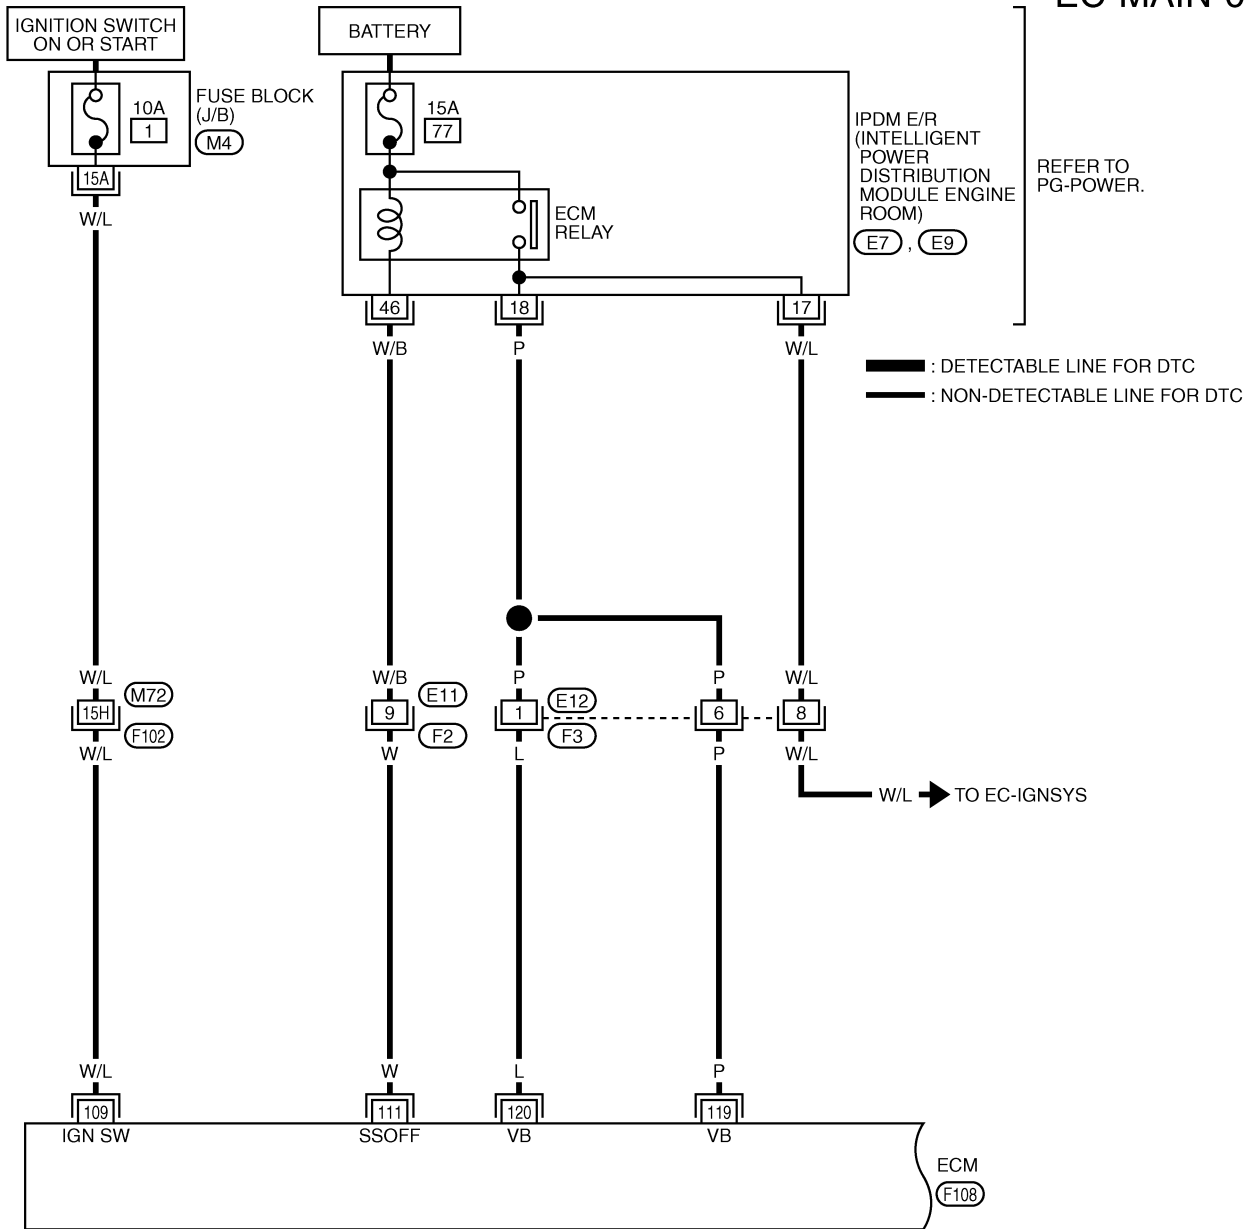 IGNITION SWITCH
ON OR START
BATTERY
10A
1
FUSE BLOCK
(J/B)
M4
15A
77
IPDM E/R
(INTELLIGENT
POWER
DISTRIBUTION
MODULE ENGINE
ROOM)
E7 , E9
REFER TO
PG-POWER.
ECM
RELAY
15A
46
18
17
W/L
W/B
P
W/L
: DETECTABLE LINE FOR DTC
: NON-DETECTABLE LINE FOR DTC
W/L
W/B
P
P
W/L
M72
E11
E12
15H
9
1
6
8
F102
F2
F3
W/L
W
L
P
W/L
W/L
TO EC-IGNSYS
W/L
W
L
P
109
111
120
119
IGN SW
SSOFF
VB
VB
ECM
F108